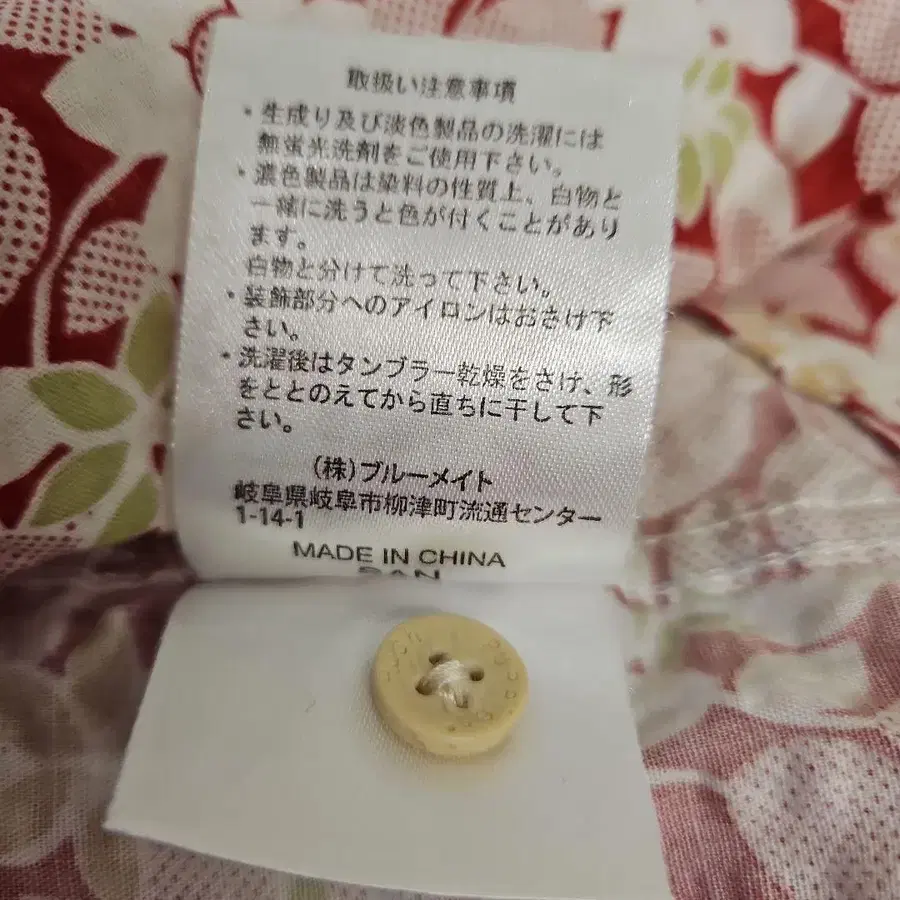 取扱い注意事項
・生成り及び淡色製品の洗濯には
無蛍光洗剤をご使用下さい。
・濃色製品は染料の性質上、白物と
一緒に洗うと色が付くことがあり
ます。
白物と分けて洗って下さい。
・装飾部分へのアイロンはおさけ下
さい。
・洗濯後はタンブラー乾燥をさけ、形
をととのえてから直ちに干して下
さい。
(株)ブルーメイト
岐阜県岐阜市柳津町流通センター
1-14-1
MADE IN CHINA